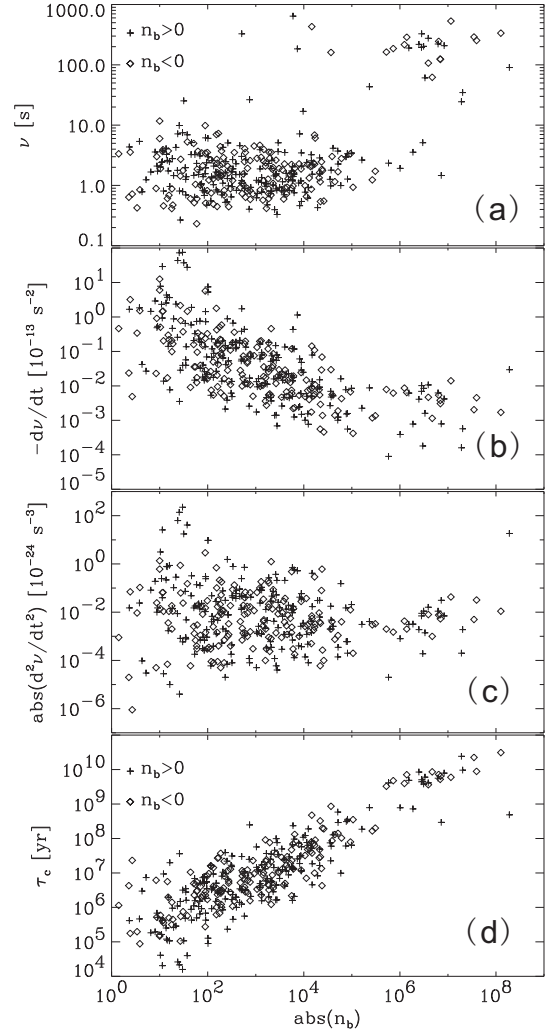 1000.0
100.0
10.0
1.0
0.1
ν [s]
+ n_b>0
◇ n_b<0
(a)
10^1
10^0
10^-1
10^-2
10^-3
10^-4
10^-5
-dν/dt [10^-13 s^-2]
(b)
10^2
10^0
10^-2
10^-4
10^-6
abs(d^2ν/dt^2) [10^-24 s^-3]
(c)
10^10
10^9
10^8
10^7
10^6
10^5
10^4
τ_c [yr]
+ n_b>0
◇ n_b<0
(d)
10^0 10^2 10^4 10^6 10^8
abs(n_b)